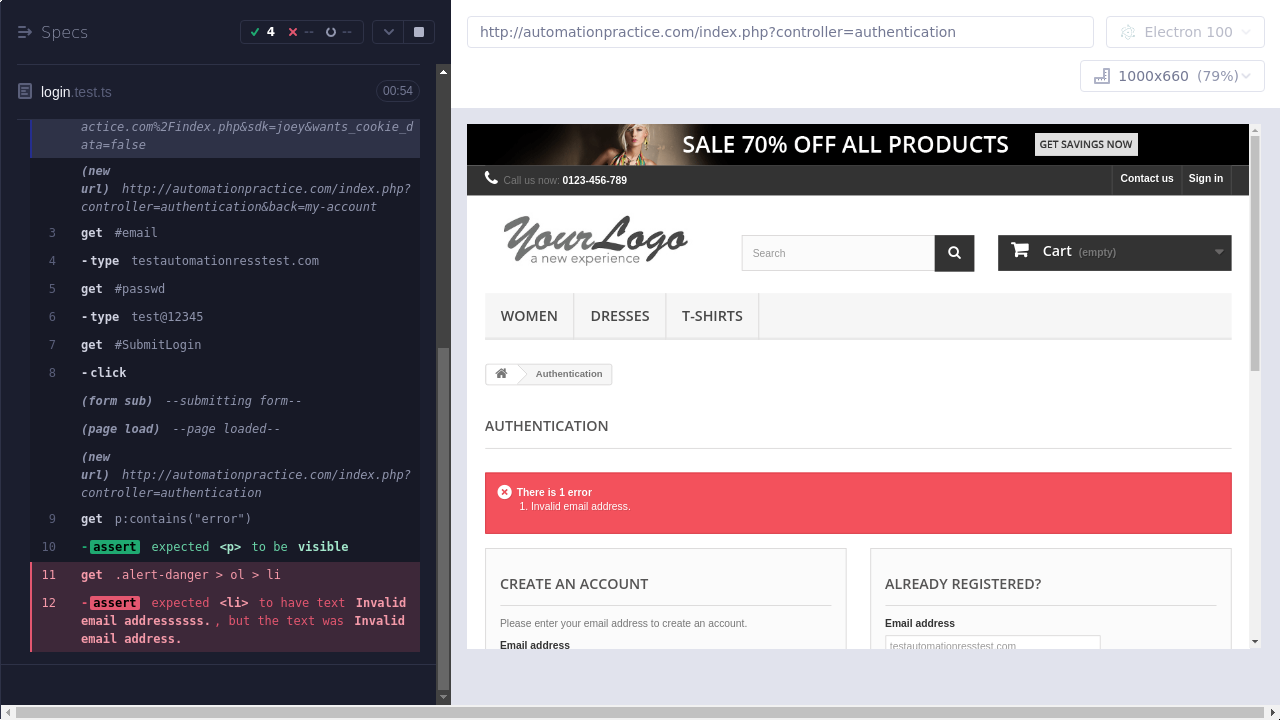 Specs
4 -- --
login.test.ts
00:54
actice.com%2Findex.php&sdk=joey&wants_cookie_d
ata=false
(new
url) http://automationpractice.com/index.php?
controller=authentication&back=my-account
3 get #email
4 -type testautomationresstest.com
5 get #passwd
6 -type test@12345
7 get #SubmitLogin
8 -click
(form sub) --submitting form--
(page load) --page loaded--
(new
url) http://automationpractice.com/index.php?
controller=authentication
9 get p:contains("error")
10 -assert expected <p> to be visible
11 get .alert-danger > ol > li
12 -assert expected <li> to have text Invalid
email addressssss., but the text was Invalid
email address.
http://automationpractice.com/index.php?controller=authentication
Electron 100
1000x660 (79%)
SALE 70% OFF ALL PRODUCTS
GET SAVINGS NOW
Call us now: 0123-456-789
Contact us
Sign in
YourLogo
a new experience
Search
Cart (empty)
WOMEN
DRESSES
T-SHIRTS
Authentication
AUTHENTICATION
There is 1 error
1. Invalid email address.
CREATE AN ACCOUNT
Please enter your email address to create an account.
Email address
ALREADY REGISTERED?
Email address
testautomationresstest.com